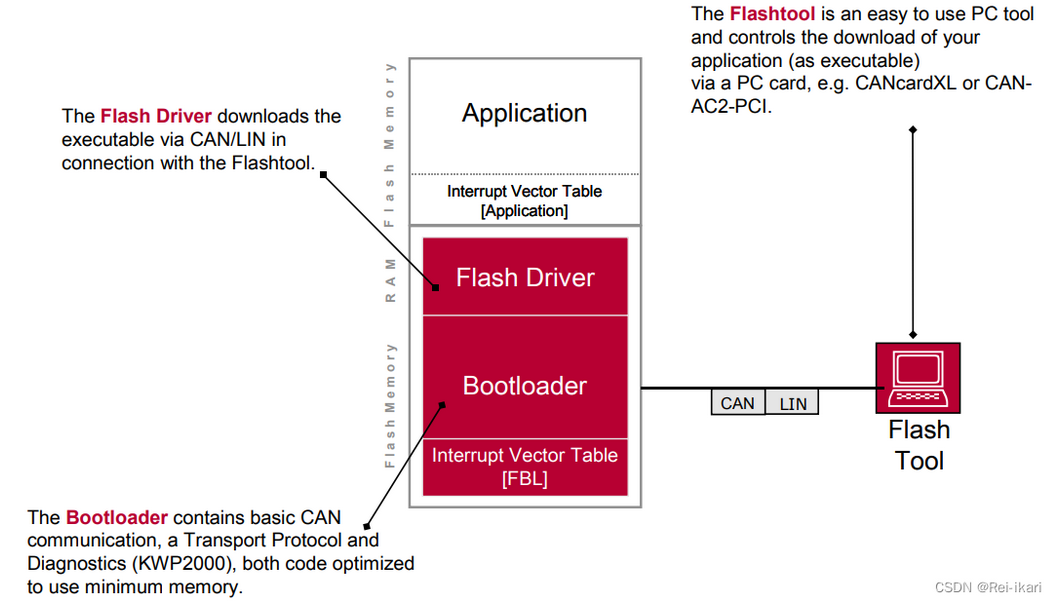 The Flashtool is an easy to use PC tool
and controls the download of your
application (as executable)
via a PC card, e.g. CANcardXL or CAN-
AC2-PCI.
The Flash Driver downloads the
executable via CAN/LIN in
connection with the Flashtool.
Flash Memory
Application
Interrupt Vector Table
[Application]
RAM
Flash Driver
FlashMemory
Bootloader
Interrupt Vector Table
[FBL]
CAN
LIN
Flash
Tool
The Bootloader contains basic CAN
communication, a Transport Protocol and
Diagnostics (KWP2000), both code optimized
to use minimum memory.
CSDN @Rei-ikari